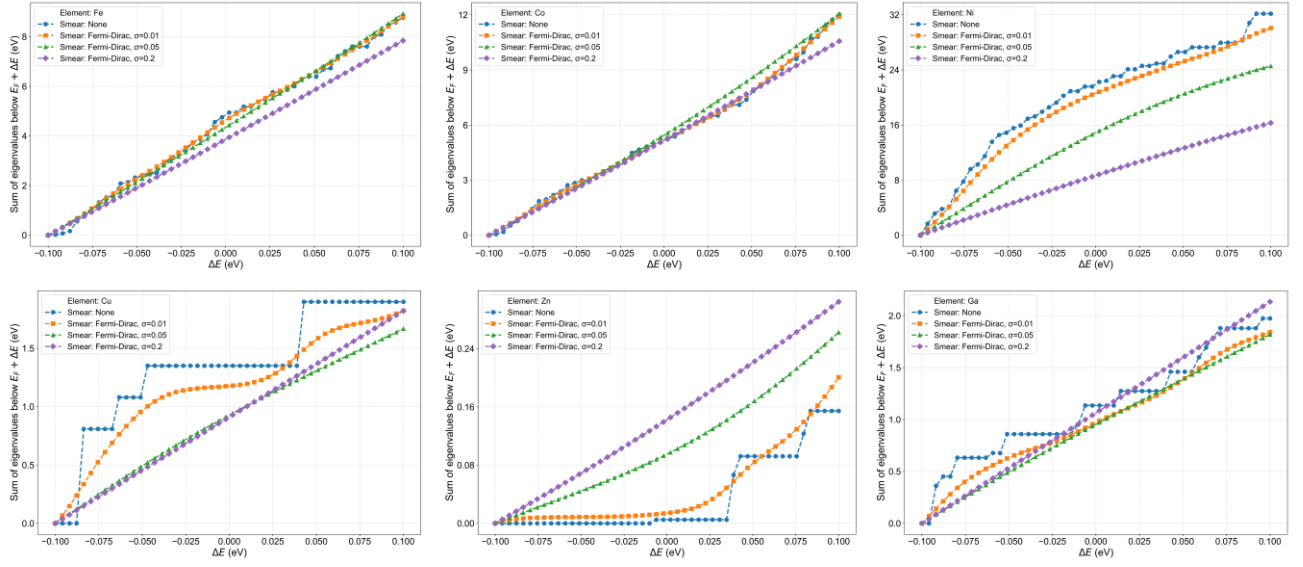 Sum of eigenvalues below E_F + ΔE (eV)
8
6
4
2
0
Element: Fe
Smear: None
Smear: Fermi-Dirac, σ=0.01
Smear: Fermi-Dirac, σ=0.05
Smear: Fermi-Dirac, σ=0.2
−0.100 −0.075 −0.050 −0.025 0.000 0.025 0.050 0.075 0.100
ΔE (eV)
Sum of eigenvalues below E_F + ΔE (eV)
12
9
6
3
0
Element: Co
Smear: None
Smear: Fermi-Dirac, σ=0.01
Smear: Fermi-Dirac, σ=0.05
Smear: Fermi-Dirac, σ=0.2
−0.100 −0.075 −0.050 −0.025 0.000 0.025 0.050 0.075 0.100
ΔE (eV)
Sum of eigenvalues below E_F + ΔE (eV)
32
24
16
8
0
Element: Ni
Smear: None
Smear: Fermi-Dirac, σ=0.01
Smear: Fermi-Dirac, σ=0.05
Smear: Fermi-Dirac, σ=0.2
−0.100 −0.075 −0.050 −0.025 0.000 0.025 0.050 0.075 0.100
ΔE (eV)
Sum of eigenvalues below E_F + ΔE (eV)
1.5
1.0
0.5
0.0
Element: Cu
Smear: None
Smear: Fermi-Dirac, σ=0.01
Smear: Fermi-Dirac, σ=0.05
Smear: Fermi-Dirac, σ=0.2
−0.100 −0.075 −0.050 −0.025 0.000 0.025 0.050 0.075 0.100
ΔE (eV)
Sum of eigenvalues below E_F + ΔE (eV)
0.24
0.16
0.08
0.00
Element: Zn
Smear: None
Smear: Fermi-Dirac, σ=0.01
Smear: Fermi-Dirac, σ=0.05
Smear: Fermi-Dirac, σ=0.2
−0.100 −0.075 −0.050 −0.025 0.000 0.025 0.050 0.075 0.100
ΔE (eV)
Sum of eigenvalues below E_F + ΔE (eV)
2.0
1.5
1.0
0.5
0.0
Element: Ga
Smear: None
Smear: Fermi-Dirac, σ=0.01
Smear: Fermi-Dirac, σ=0.05
Smear: Fermi-Dirac, σ=0.2
−0.100 −0.075 −0.050 −0.025 0.000 0.025 0.050 0.075 0.100
ΔE (eV)